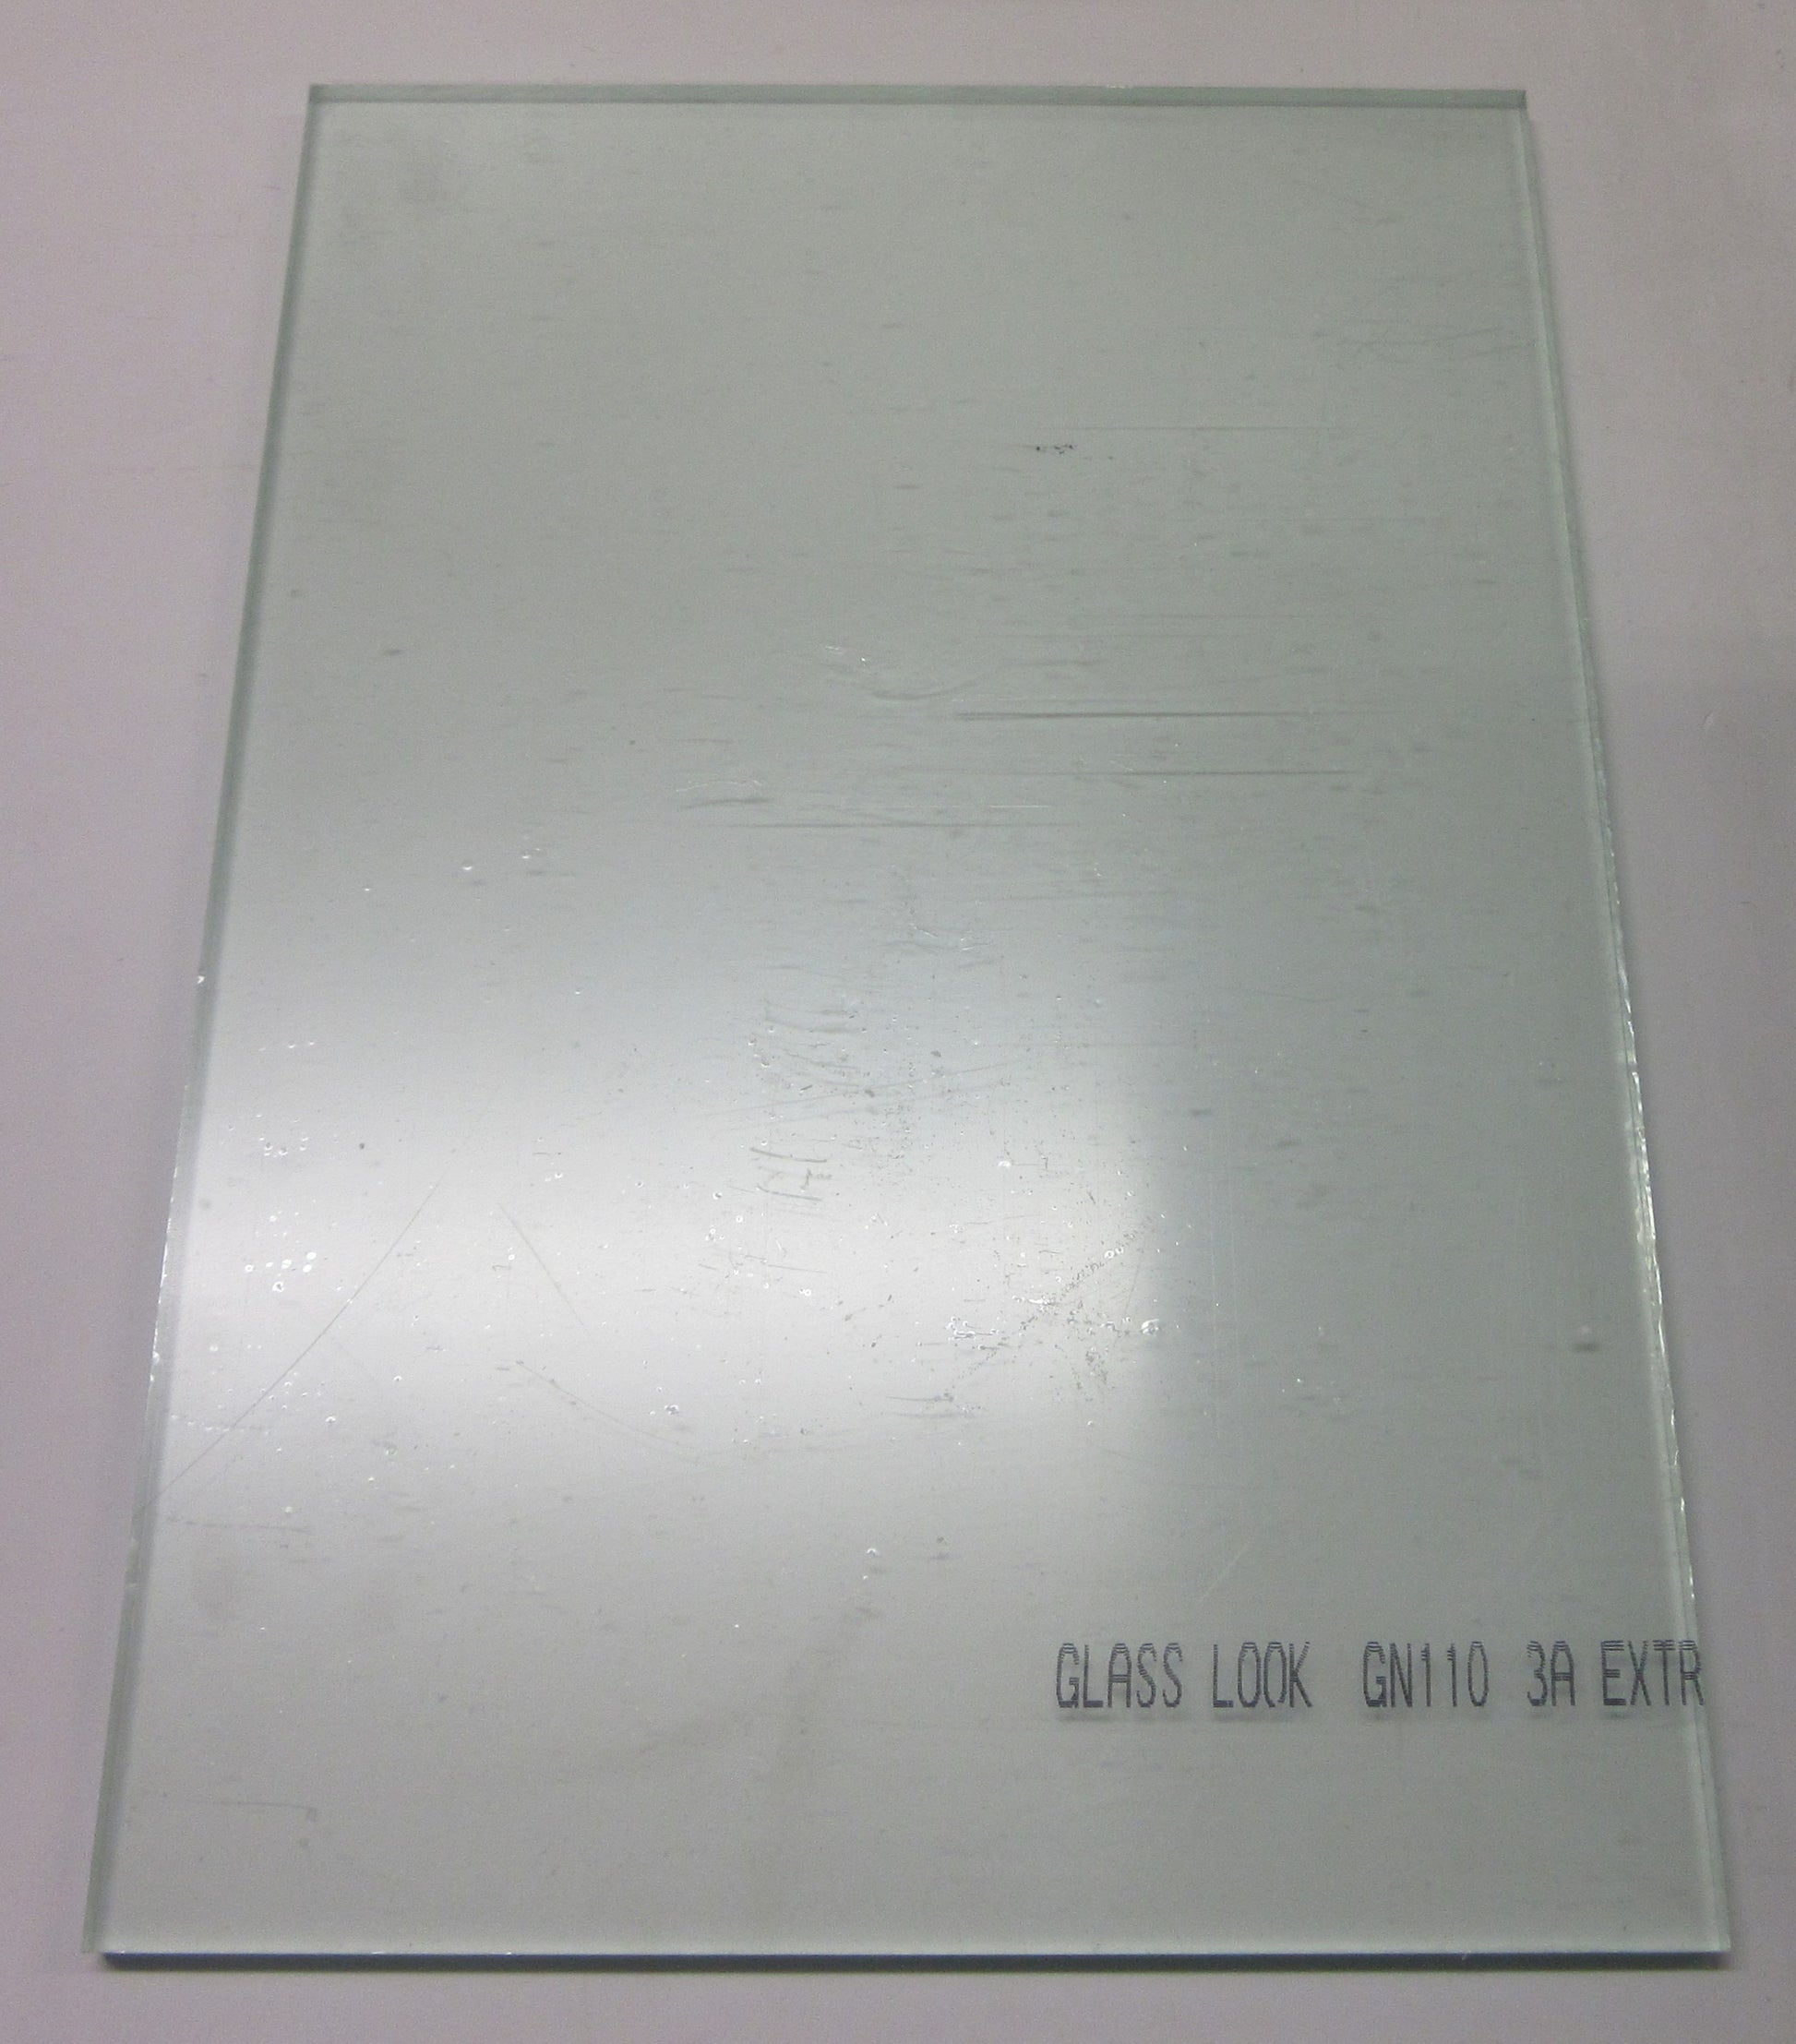 GLASS LOOK GN110 3A EXTR